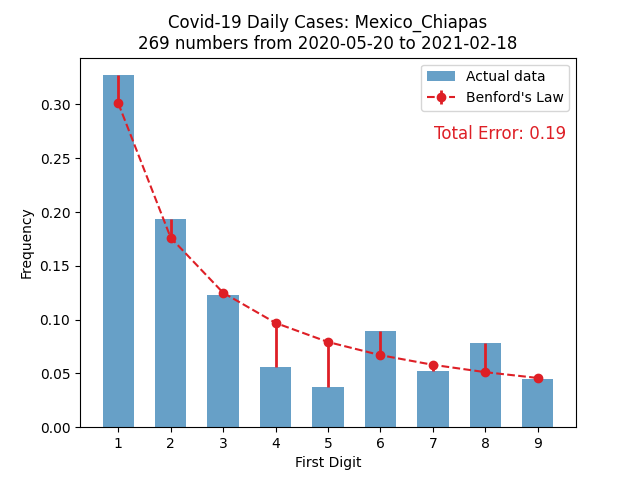 Covid-19 Daily Cases: Mexico_Chiapas
269 numbers from 2020-05-20 to 2021-02-18
Actual data
Benford's Law
Total Error: 0.19
Frequency
0.30
0.25
0.20
0.15
0.10
0.05
0.00
1 2 3 4 5 6 7 8 9
First Digit